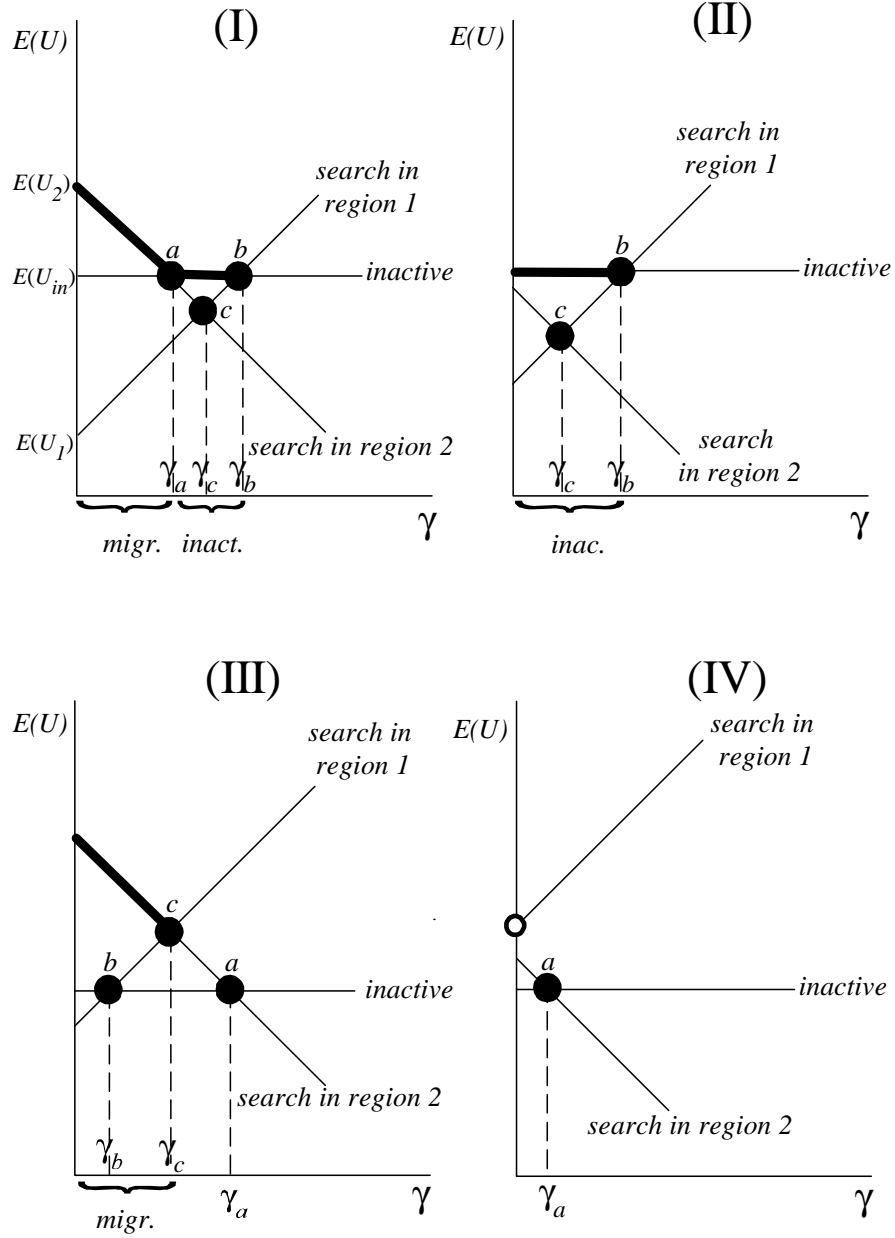 (I)
E(U)
search in
region 1
E(U2)
a
b
E(Uin)
inactive
c
E(U1)
search in region 2
γa γc γb
γ
migr. inact.
(II)
E(U)
search in
region 1
b
inactive
c
search
in region 2
γc γb
γ
inac.
(III)
E(U)
search in
region 1
c
b
a
inactive
search in region 2
γb γc
γa
γ
migr.
(IV)
E(U)
search in
region 1
a
inactive
search in region 2
γa
γ